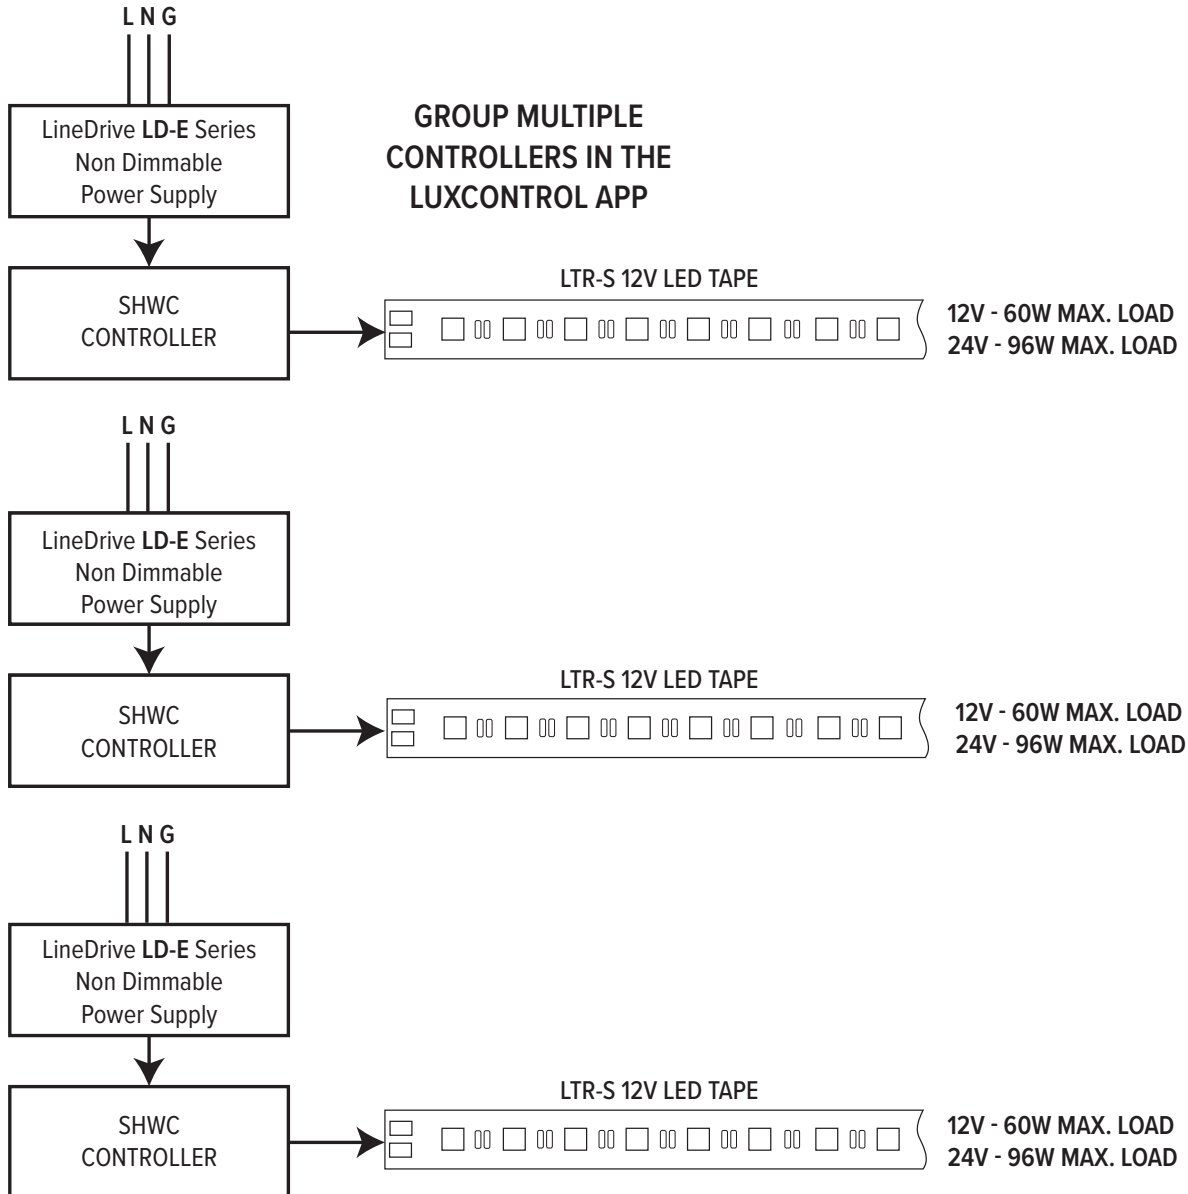 L N G
LineDrive LD-E Series
Non Dimmable
Power Supply
GROUP MULTIPLE
CONTROLLERS IN THE
LUXCONTROL APP
SHWC
CONTROLLER
LTR-S 12V LED TAPE
12V - 60W MAX. LOAD
24V - 96W MAX. LOAD
L N G
LineDrive LD-E Series
Non Dimmable
Power Supply
SHWC
CONTROLLER
LTR-S 12V LED TAPE
12V - 60W MAX. LOAD
24V - 96W MAX. LOAD
L N G
LineDrive LD-E Series
Non Dimmable
Power Supply
SHWC
CONTROLLER
LTR-S 12V LED TAPE
12V - 60W MAX. LOAD
24V - 96W MAX. LOAD